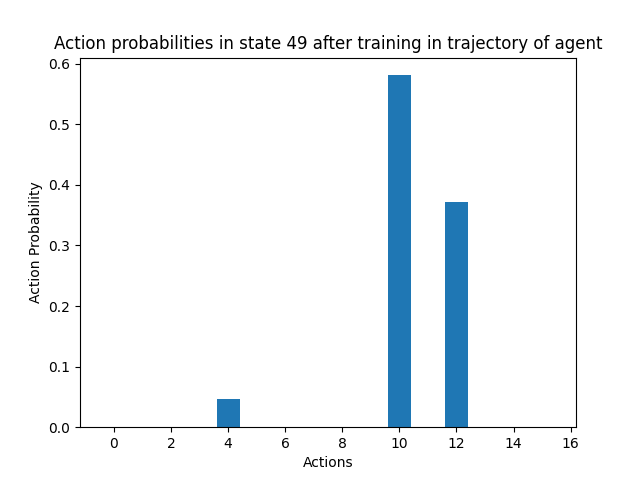 Action probabilities in state 49 after training in trajectory of agent
0.6
0.5
0.4
0.3
0.2
0.1
0.0
Action Probability
0 2 4 6 8 10 12 14 16
Actions